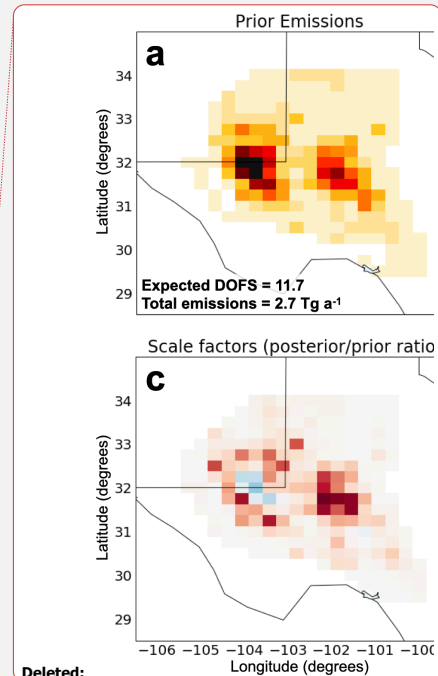 Prior Emissions
a
Latitude (degrees)
34
33
32
31
30
29
Expected DOFS = 11.7
Total emissions = 2.7 Tg a⁻¹
Scale factors (posterior/prior ratio
c
Latitude (degrees)
34
33
32
31
30
29
−106 −105 −104 −103 −102 −101 −100
Longitude (degrees)
Deleted: